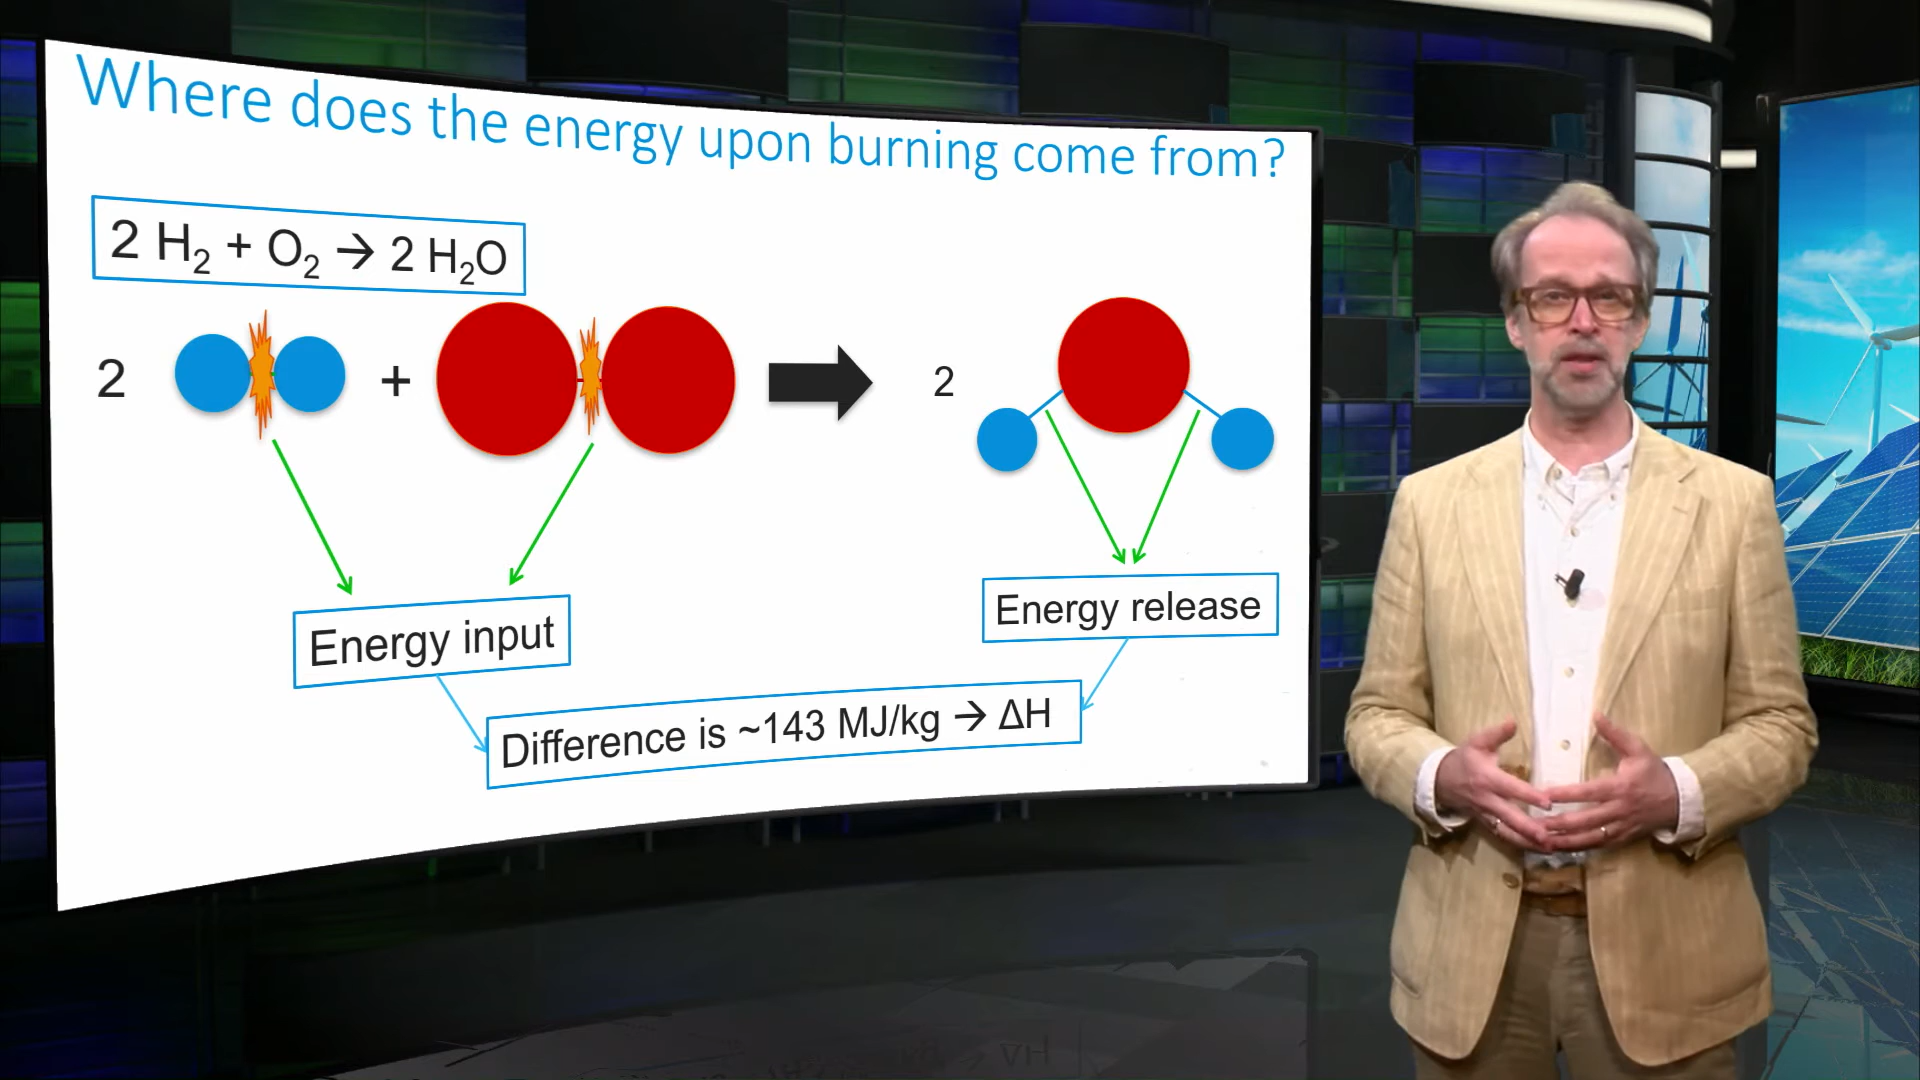 Where does the energy upon burning come from?
2 H₂ + O₂ → 2 H₂O
2 + 2
Energy input
Energy release
Difference is ~143 MJ/kg → ΔH